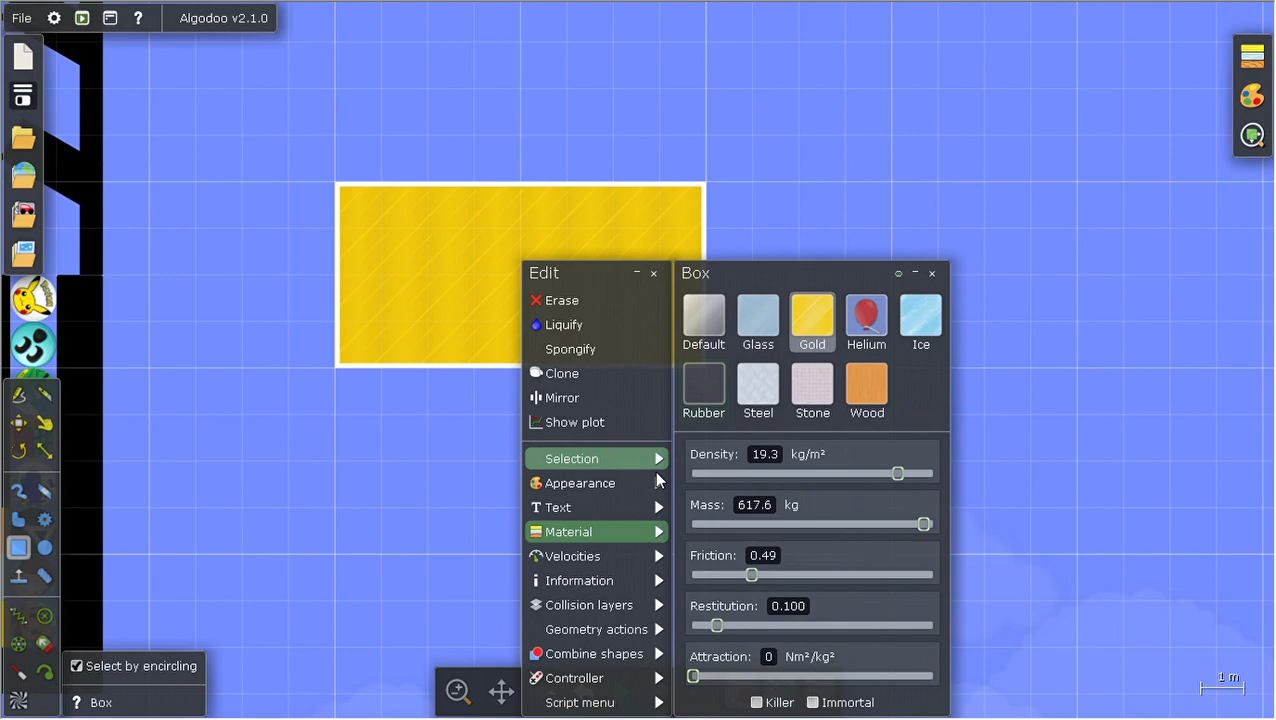 File
Algodoo v2.1.0
Edit
Erase
Liquify
Spongify
Clone
Mirror
Show plot
Selection
Appearance
Text
Material
Velocities
Information
Collision layers
Geometry actions
Combine shapes
Controller
Script menu
Box
Default
Glass
Gold
Helium
Ice
Rubber
Steel
Stone
Wood
Density: 19.3 kg/m²
Mass: 617.6 kg
Friction: 0.49
Restitution: 0.100
Attraction: 0 Nm²/kg²
Killer
Immortal
Select by encircling
? Box
1 m